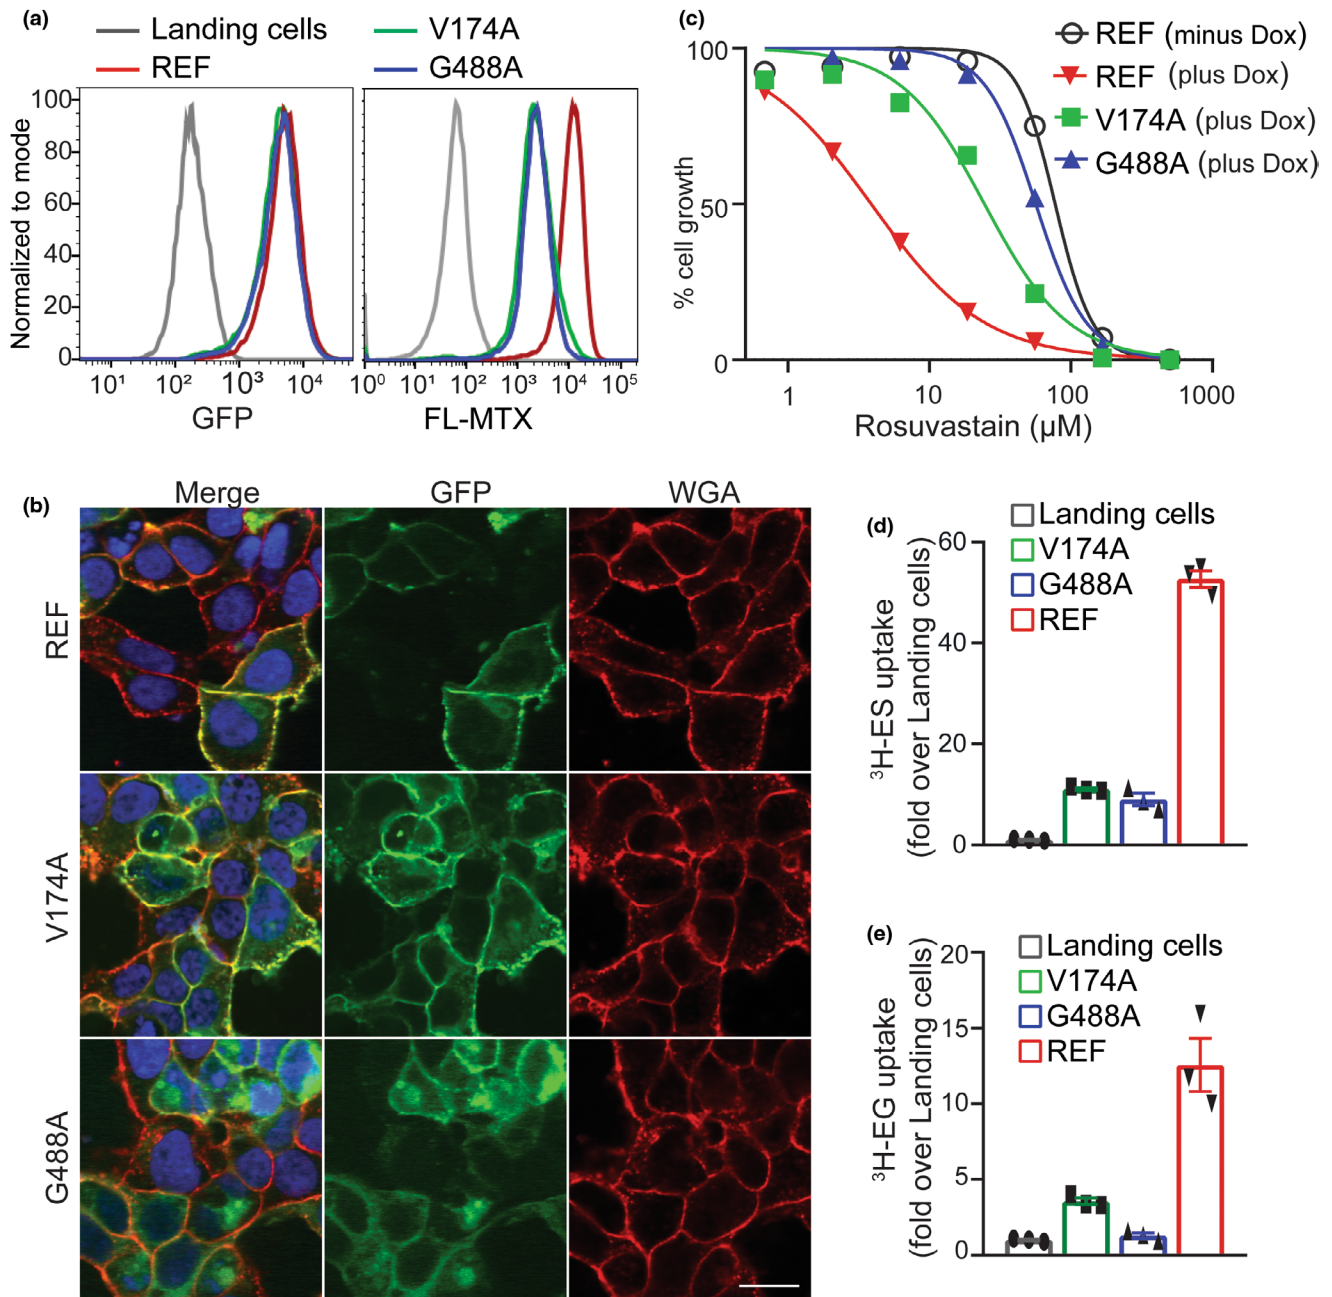 (a)
Landing cells
V174A
REF
G488A
Normalized to mode
100
80
60
40
20
0
10¹ 10² 10³ 10⁴
GFP
10⁰ 10¹ 10² 10³ 10⁴ 10⁵
FL-MTX
(c)
REF (minus Dox)
REF (plus Dox)
V174A (plus Dox)
G488A (plus Dox)
% cell growth
100
50
0
1 10 100 1000
Rosuvastain (µM)
(b)
Merge GFP WGA
REF
V174A
G488A
(d)
Landing cells
V174A
G488A
REF
³H-ES uptake
(fold over Landing cells)
60
40
20
0
(e)
Landing cells
V174A
G488A
REF
³H-EG uptake
(fold over Landing cells)
20
15
10
5
0